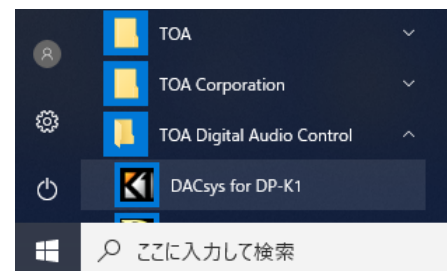 TOA
TOA Corporation
TOA Digital Audio Control
DACsys for DP-K1
ここに入力して検索